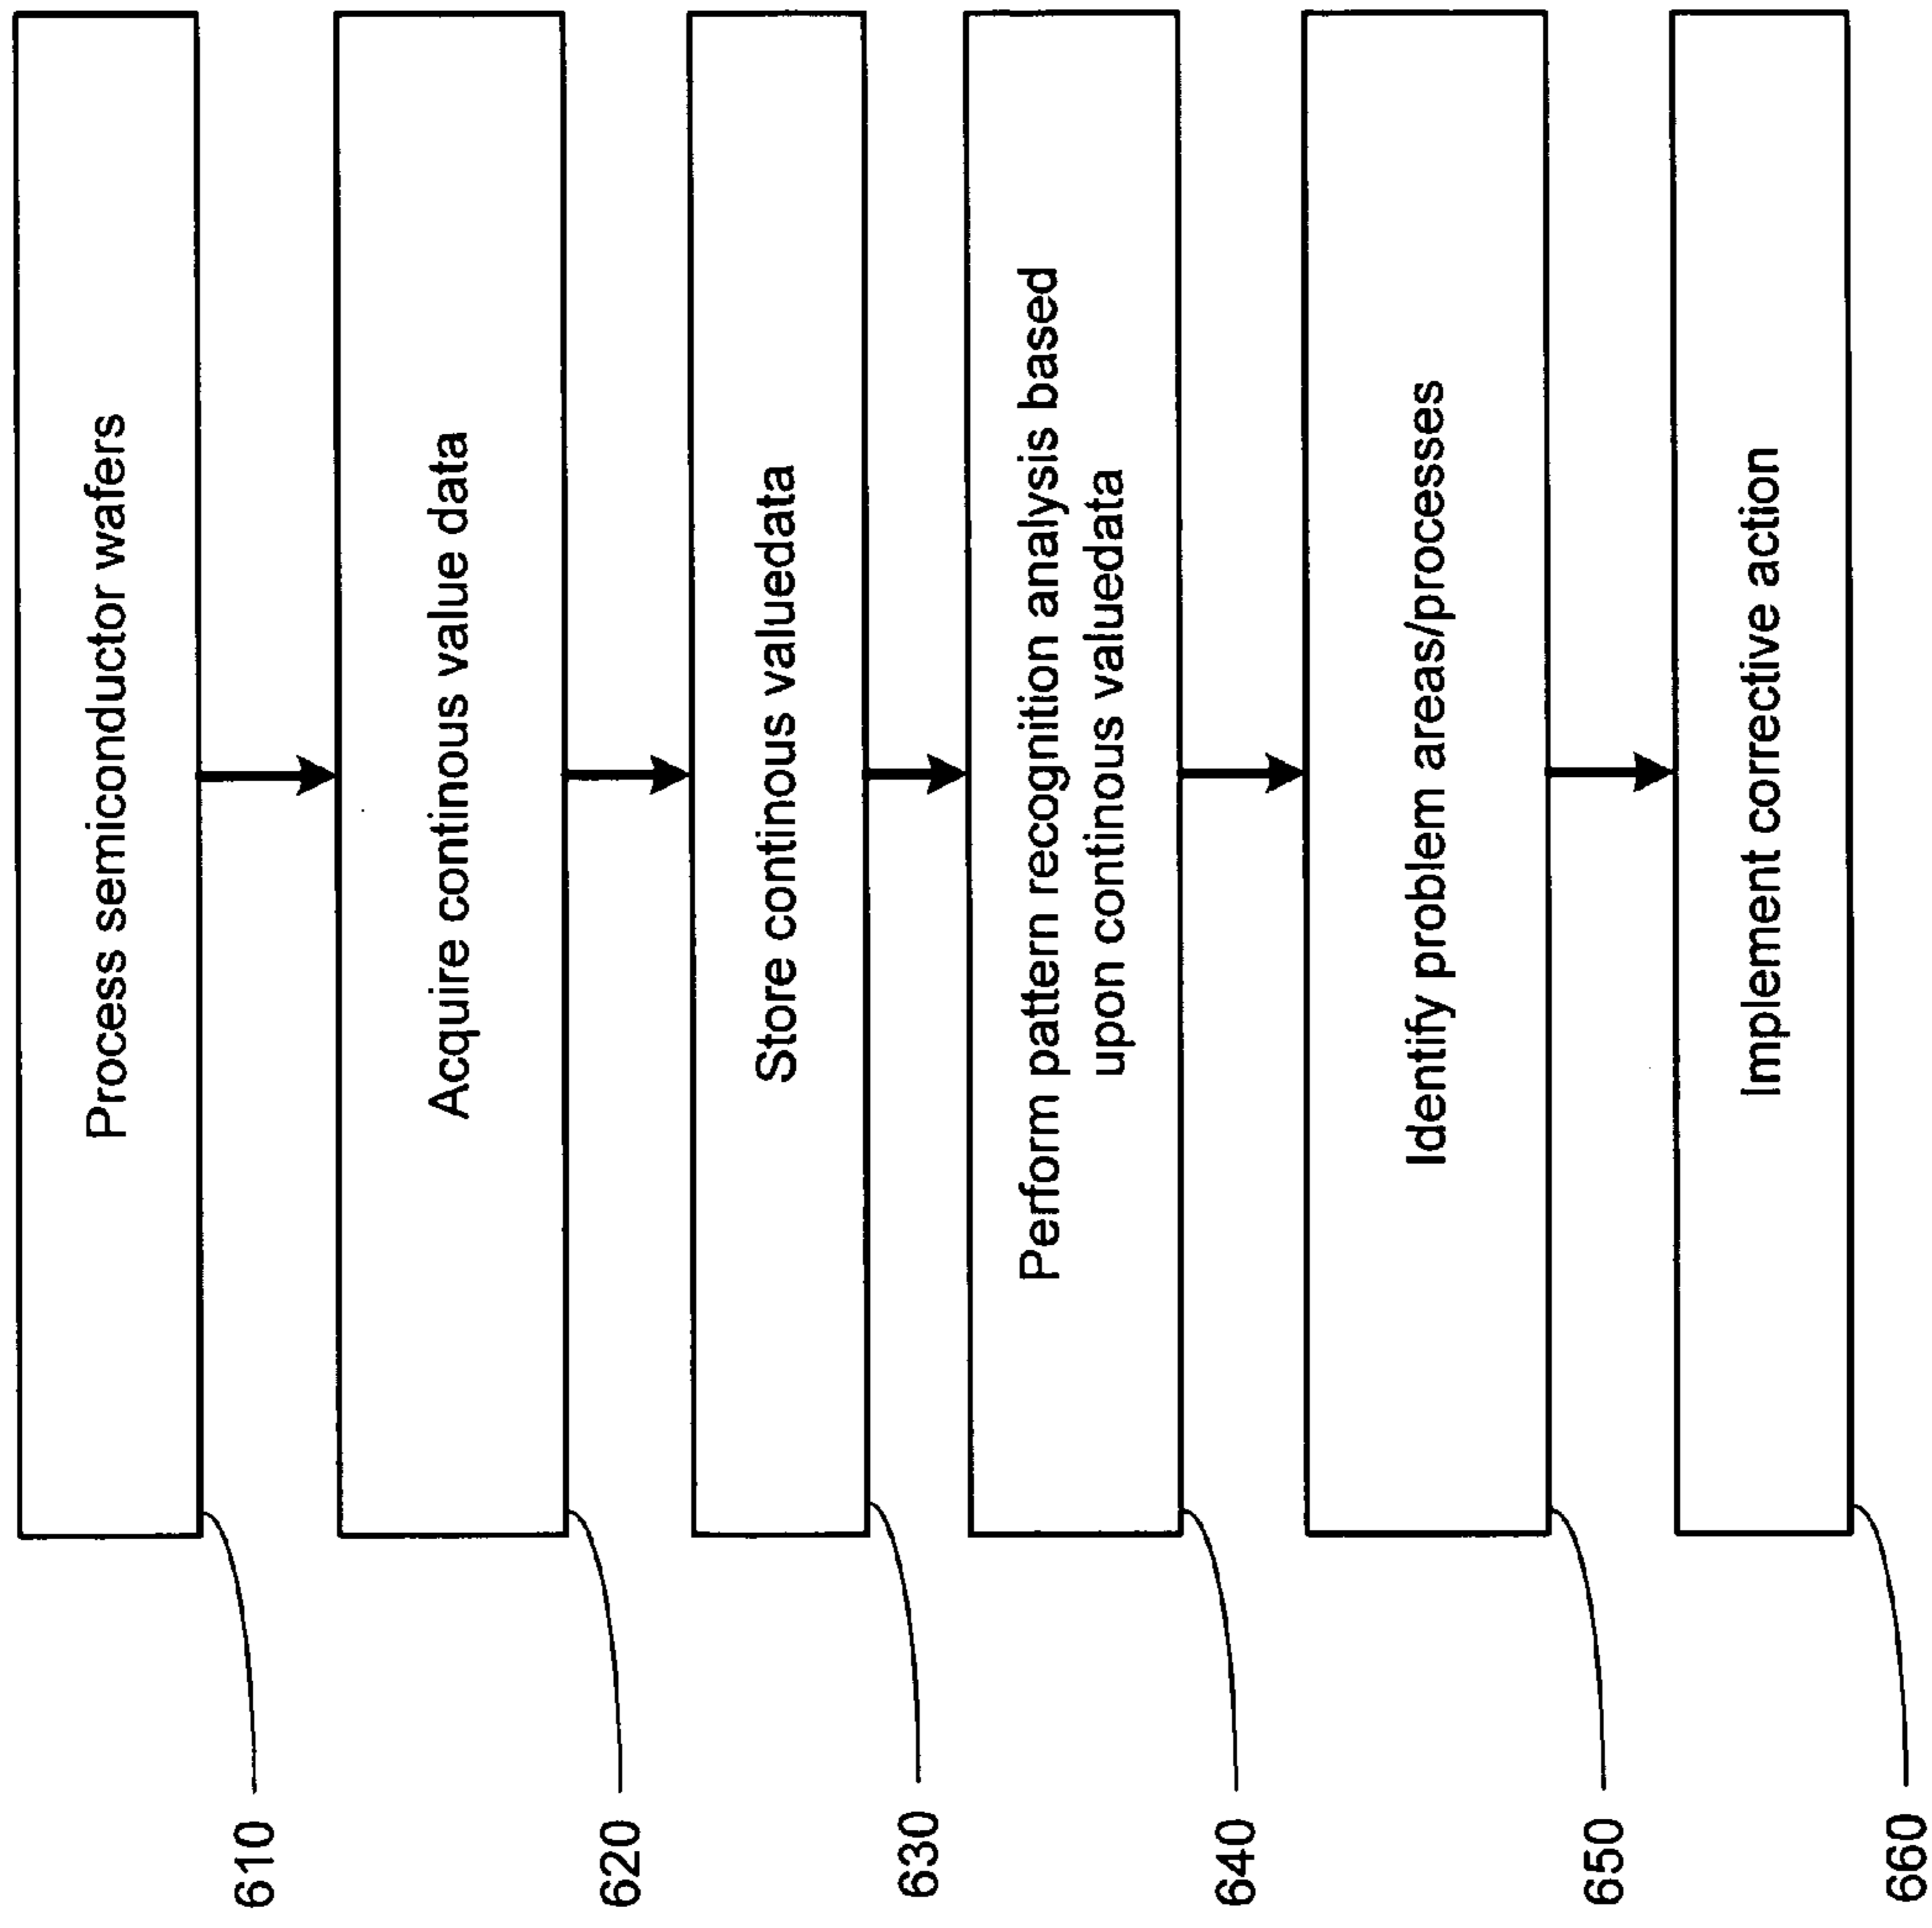 Process semiconductor wafers
610
Acquire continous value data
620
Store continous valuedata
630
Perform pattern recognition analysis based
upon continous valuedata
640
Identify problem areas/processes
650
Implement corrective action
660